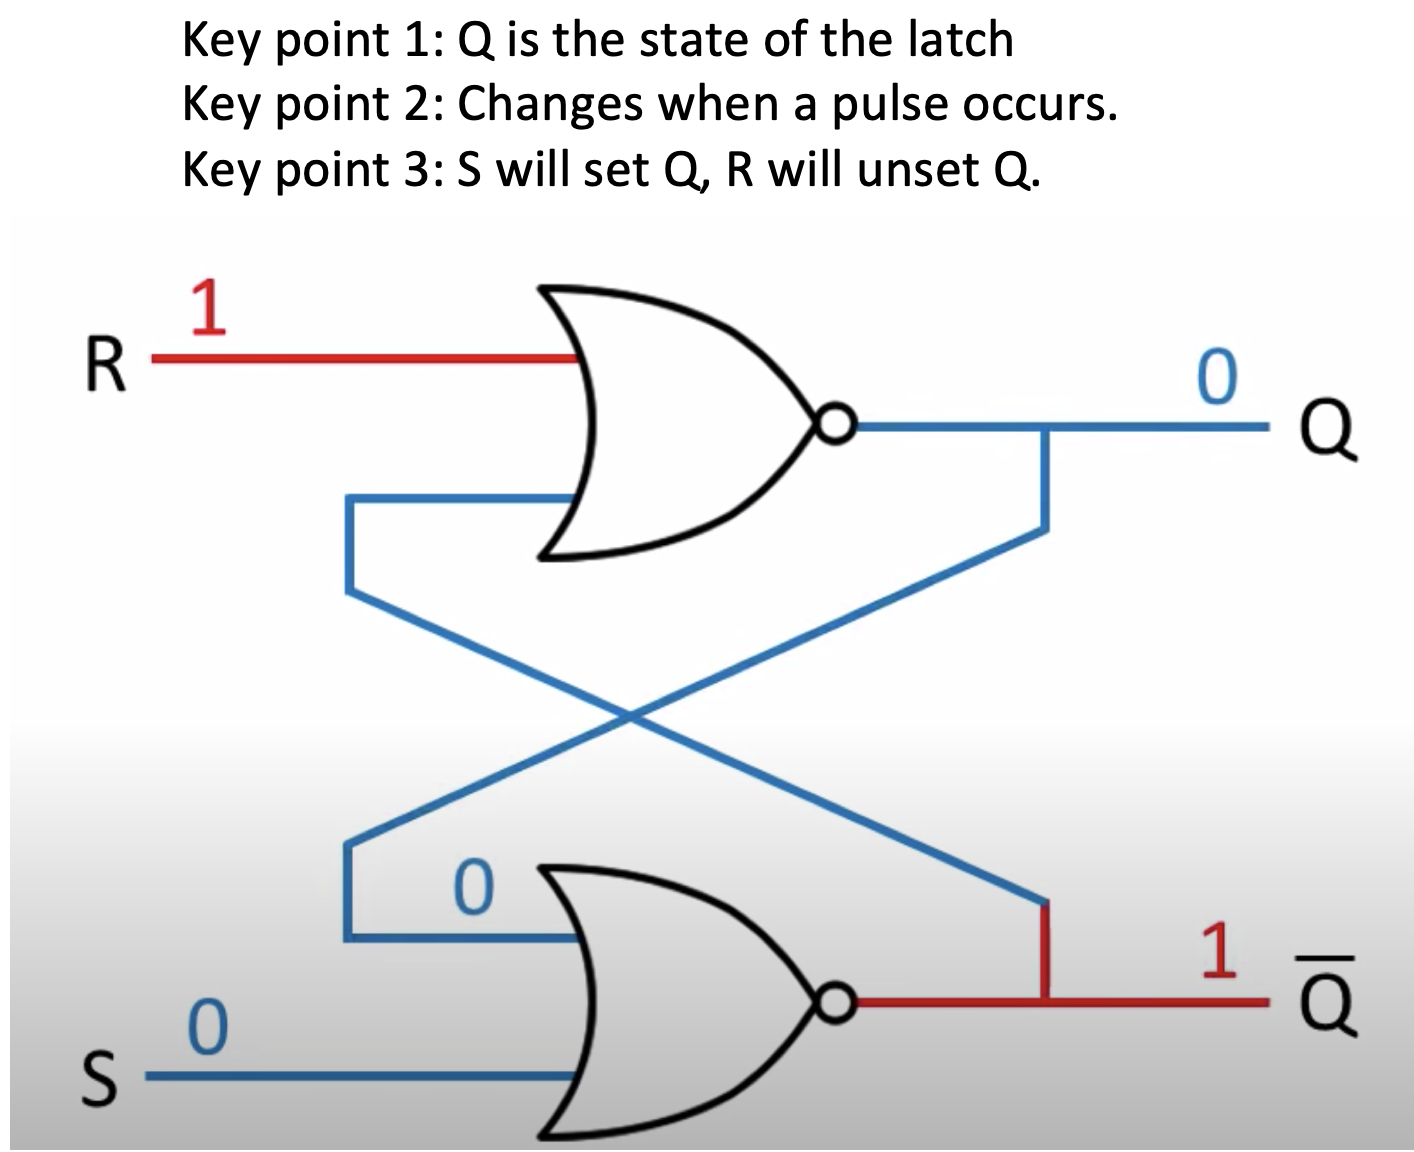 Key point 1: Q is the state of the latch
Key point 2: Changes when a pulse occurs.
Key point 3: S will set Q, R will unset Q.
1
R
0
Q
0
1
Q̅
0
S